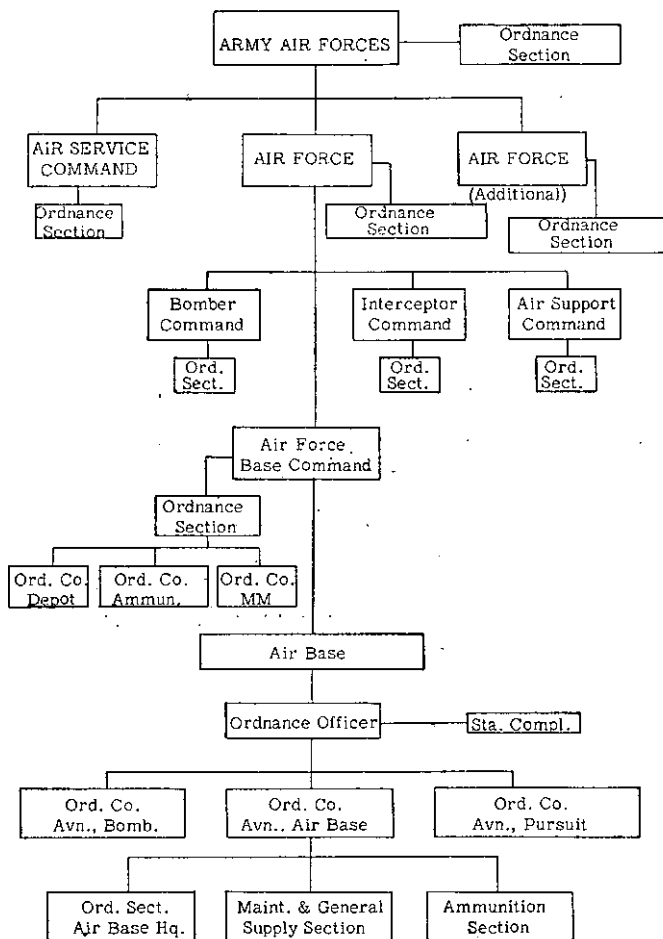 ARMY AIR FORCES
Ordnance
Section
AIR SERVICE
COMMAND
AIR FORCE
AIR FORCE
(Additional)
Ordnance
Section
Ordnance
Section
Ordnance
Section
Bomber
Command
Interceptor
Command
Air Support
Command
Ord.
Sect.
Ord.
Sect.
Ord.
Sect.
Air Force
Base Command
Ordnance
Section
Ord. Co.
Depot
Ord. Co.
Ammun.
Ord. Co.
MM
Air Base
Ordnance Officer
Sta. Compl.
Ord. Co.
Avn., Bomb.
Ord. Co.
Avn., Air Base
Ord. Co.
Avn., Pursuit
Ord. Sect.
Air Base Hq.
Maint. & General
Supply Section
Ammunition
Section